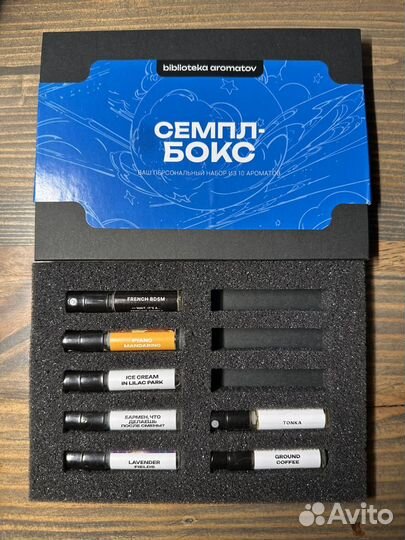 biblioteka aromatov
СЕМПЛ-
БОКС
ВАШ ПЕРСОНАЛЬНЫЙ НАБОР ИЗ 10 АРОМАТОВ
FRENCH BDSM
MANDARINO
ICE CREAM
IN LILAC PARK
БАРМЕН, ЧТО
ДЕЛАЕШЬ
ПОСЛЕ СМЕНЫ?
TONKA
LAVENDER
FIELDS
GROUND
COFFEE
Avito